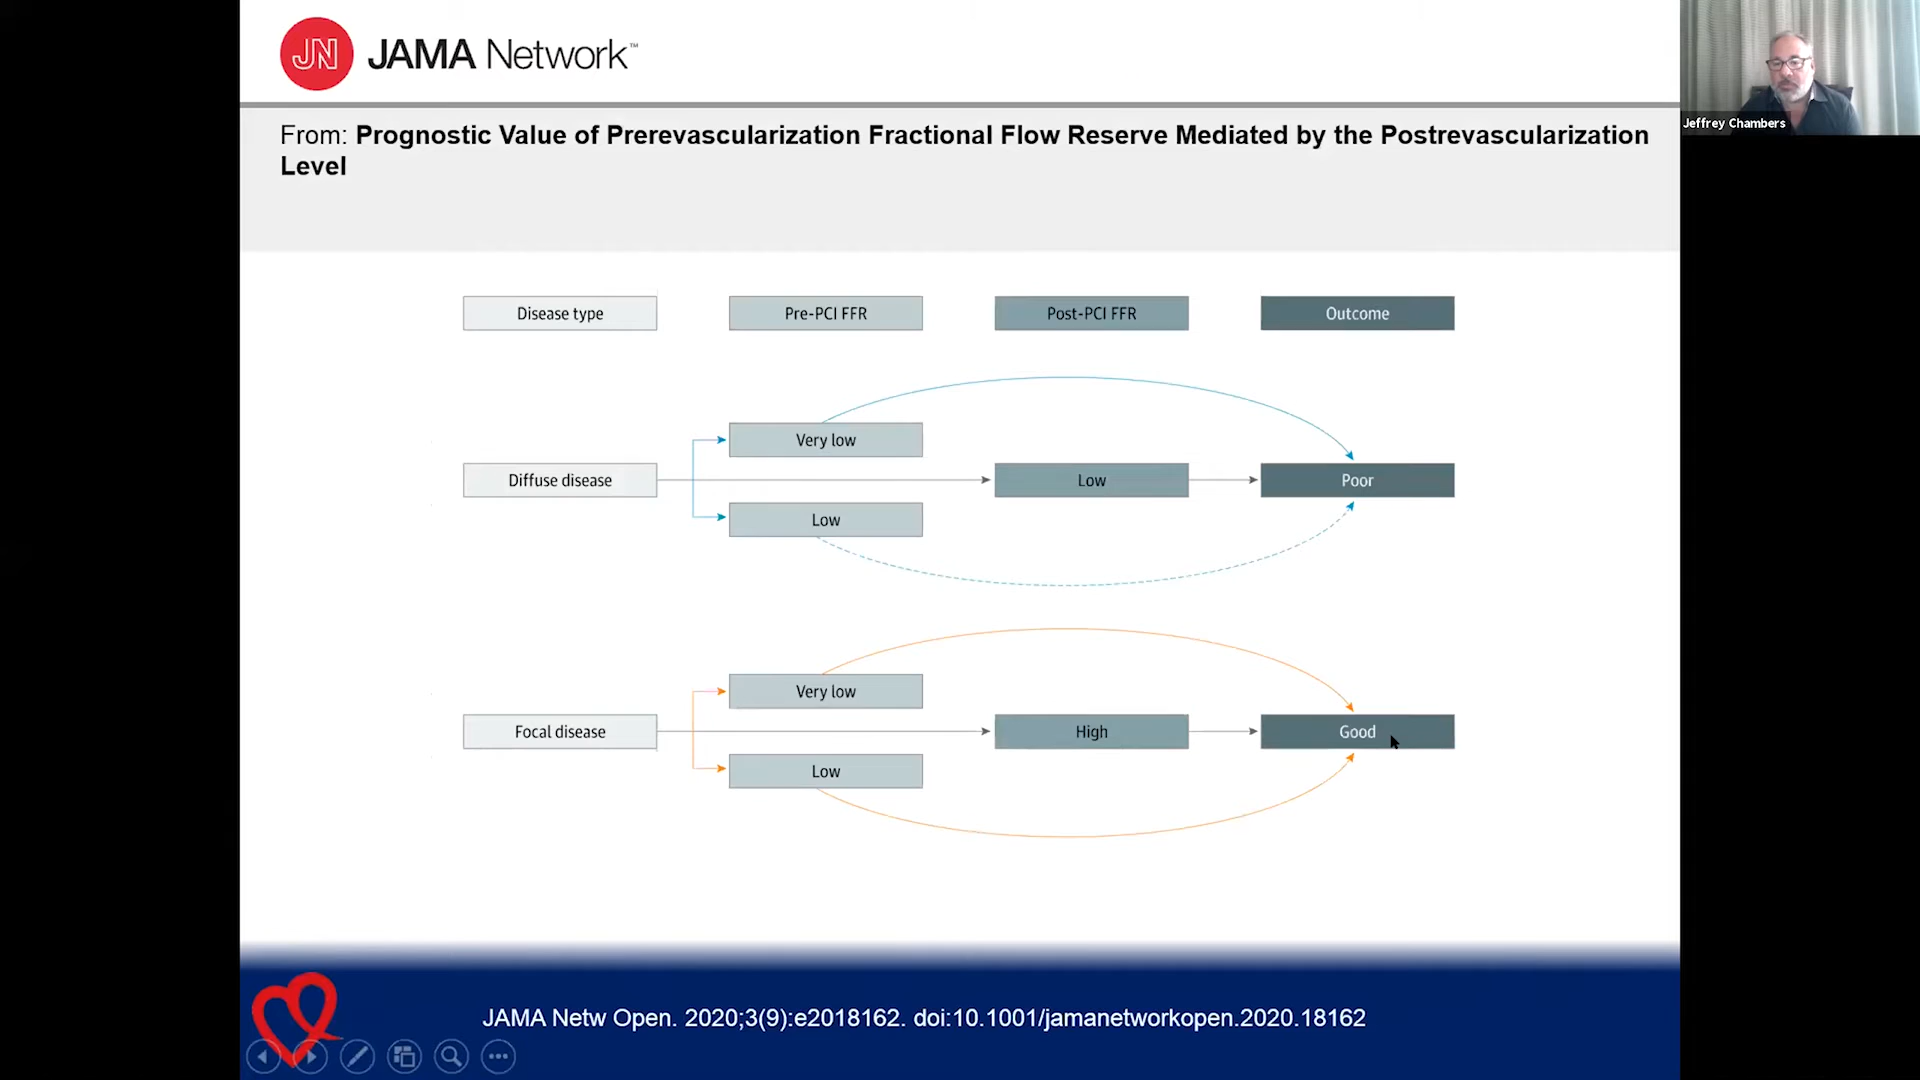 JN JAMA Network™
Jeffrey Chambers
From: Prognostic Value of Prerevascularization Fractional Flow Reserve Mediated by the Postrevascularization
Level
Disease type Pre-PCI FFR Post-PCI FFR Outcome
Very low
Diffuse disease Low Poor
Low
Very low
Focal disease High Good
Low
JAMA Netw Open. 2020;3(9):e2018162. doi:10.1001/jamanetworkopen.2020.18162